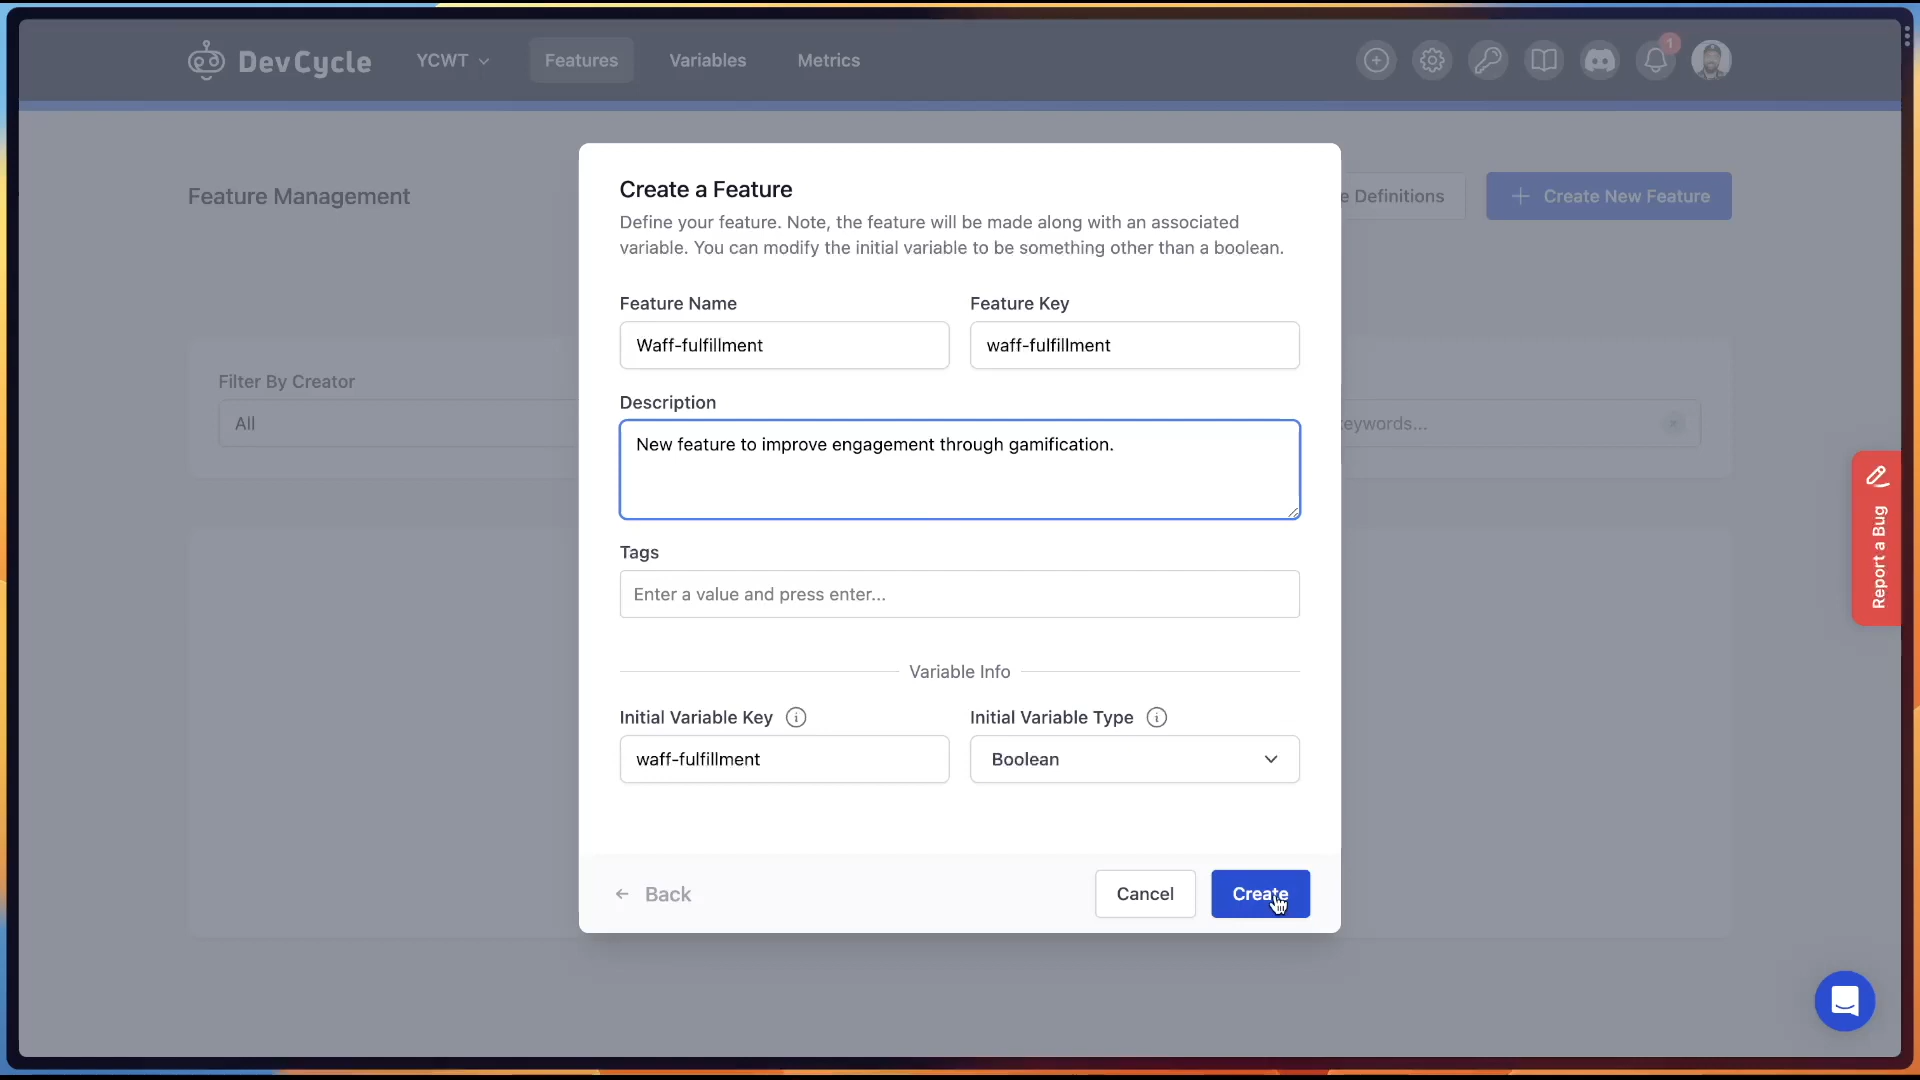 DevCycle
YCWT
Features
Variables
Metrics
1
Feature Management
e Definitions
Create New Feature
Filter By Creator
All
eywords...
Create a Feature
Define your feature. Note, the feature will be made along with an associated
variable. You can modify the initial variable to be something other than a boolean.
Feature Name
Feature Key
Waff-fulfillment
waff-fulfillment
Description
New feature to improve engagement through gamification.
Tags
Enter a value and press enter...
Variable Info
Initial Variable Key
Initial Variable Type
waff-fulfillment
Boolean
Back
Cancel
Create
Report a Bug